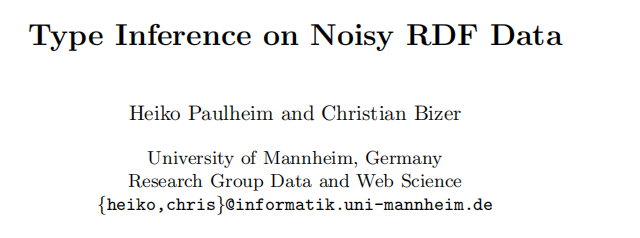 Type Inference on Noisy RDF Data
Heiko Paulheim and Christian Bizer
University of Mannheim, Germany
Research Group Data and Web Science
{heiko,chris}@informatik.uni-mannheim.de